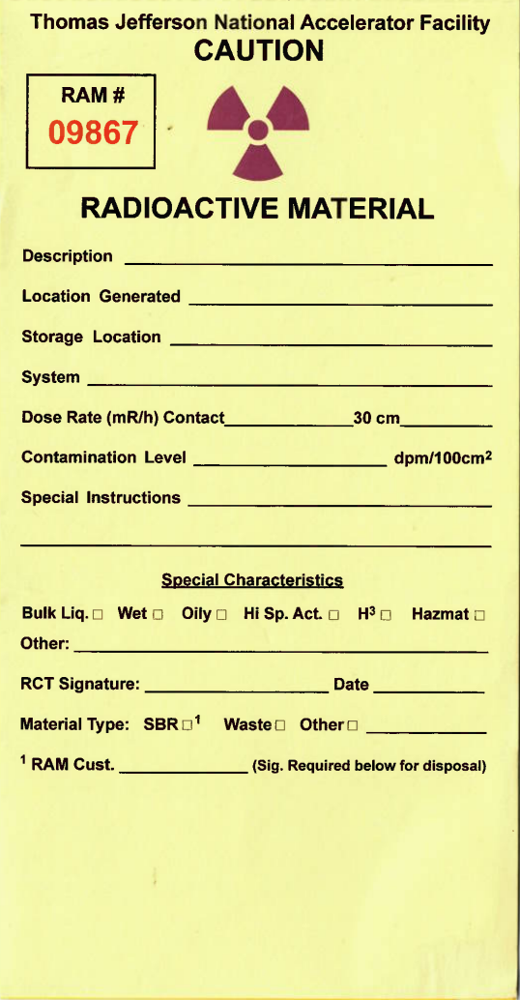 Thomas Jefferson National Accelerator Facility
CAUTION
RAM #
09867
RADIOACTIVE MATERIAL
Description
Location Generated
Storage Location
System
Dose Rate (mR/h) Contact 30 cm
Contamination Level dpm/100cm²
Special Instructions
Special Characteristics
Bulk Liq. □ Wet □ Oily □ Hi Sp. Act. □ H³ □ Hazmat □
Other:
RCT Signature: Date
Material Type: SBR □¹ Waste □ Other □
¹ RAM Cust. (Sig. Required below for disposal)